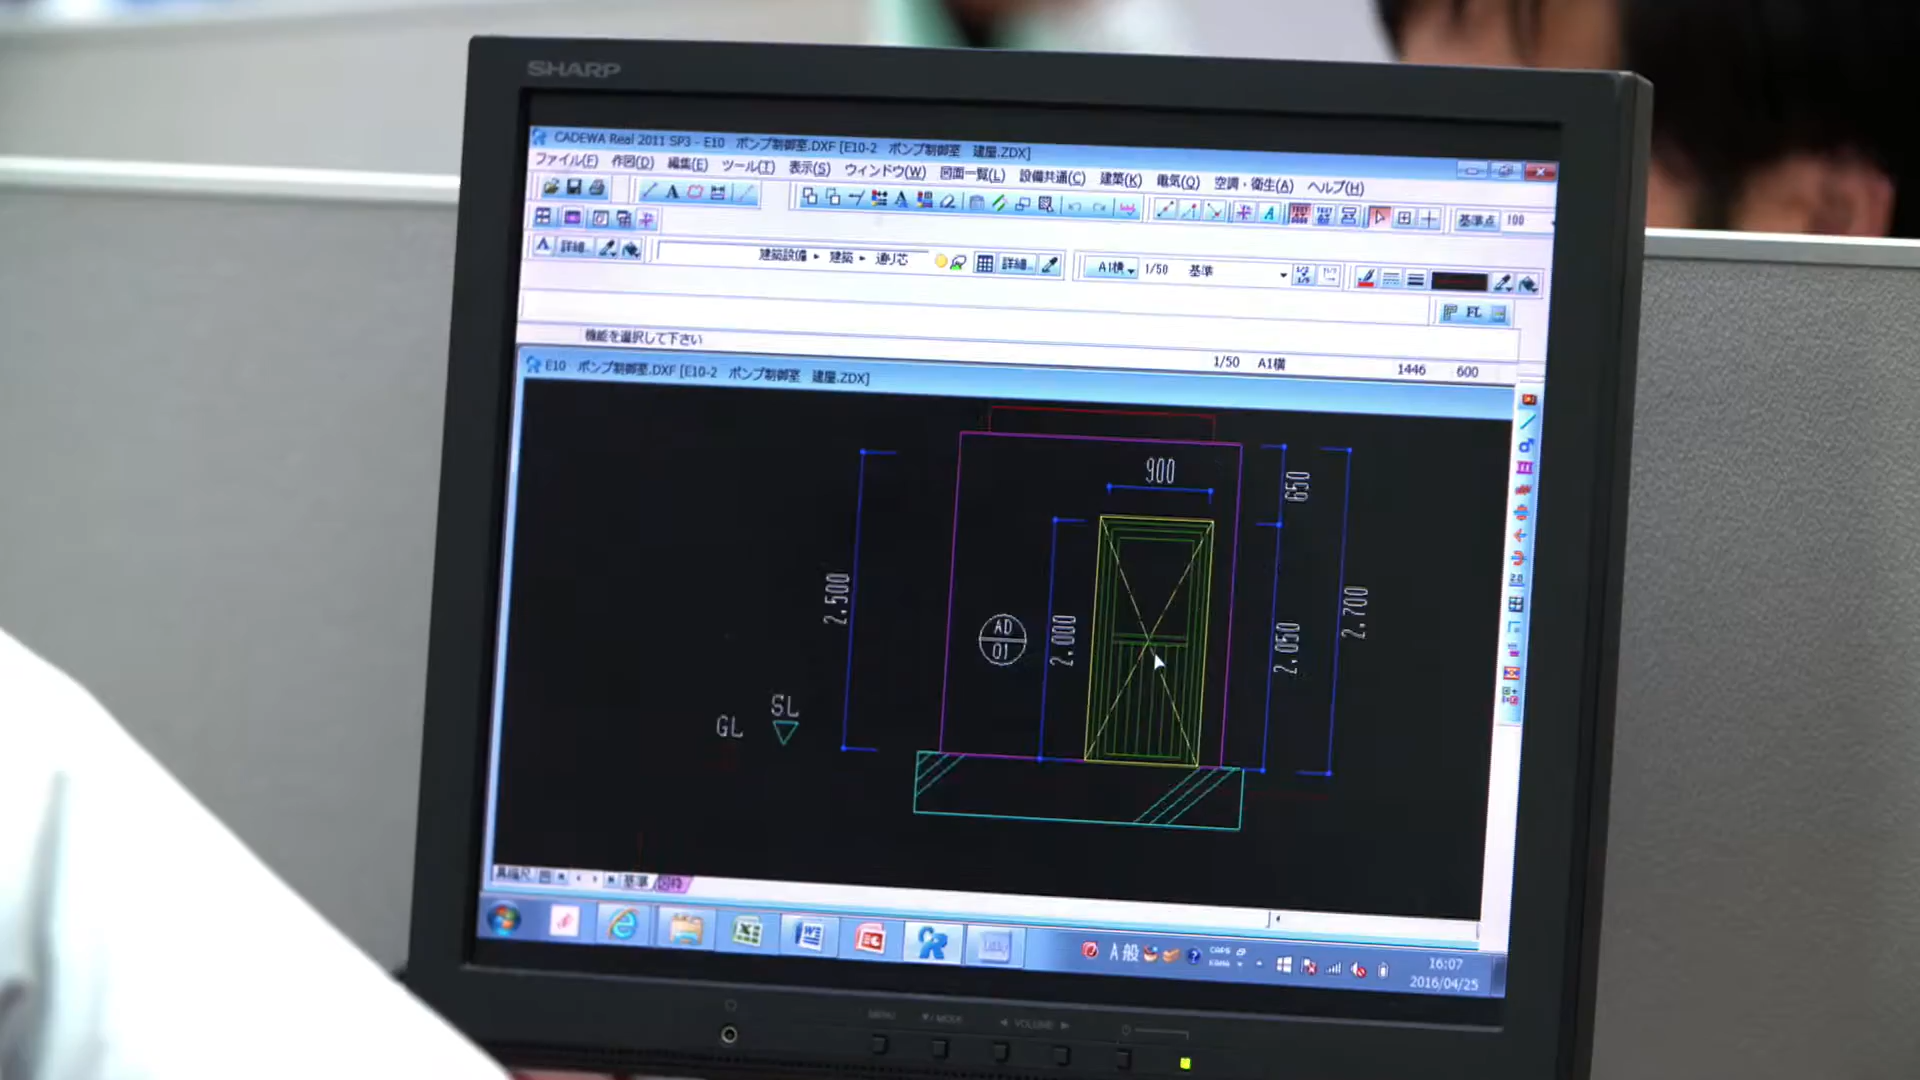 SHARP
CADEWA Real 2011 SP3 - E10 ポンプ制御室.DXF [E10-2 ポンプ制御室 建屋.ZDX]
ファイル(F) 作図(D) 編集(E) ツール(T) 表示(S) ウィンドウ(W) 図面一覧(L) 設備共通(C) 建築(K) 電気(Q) 空調・衛生(A) ヘルプ(H)
基準点 100
詳細.. 建築設備 ▸ 建築 ▸ 通り芯 詳細.. A1横 1/50 基準
FL
機能を選択して下さい
1/50 A1横 1446 600
E10 ポンプ制御室.DXF [E10-2 ポンプ制御室 建屋.ZDX]
900
650
2.500
AD
01
2.000
2.050
2.700
GL
SL
基準
A 般
CAPS
KANA
16:07
2016/04/25
MENU
▼/MODE
◀ VOLUME ▶